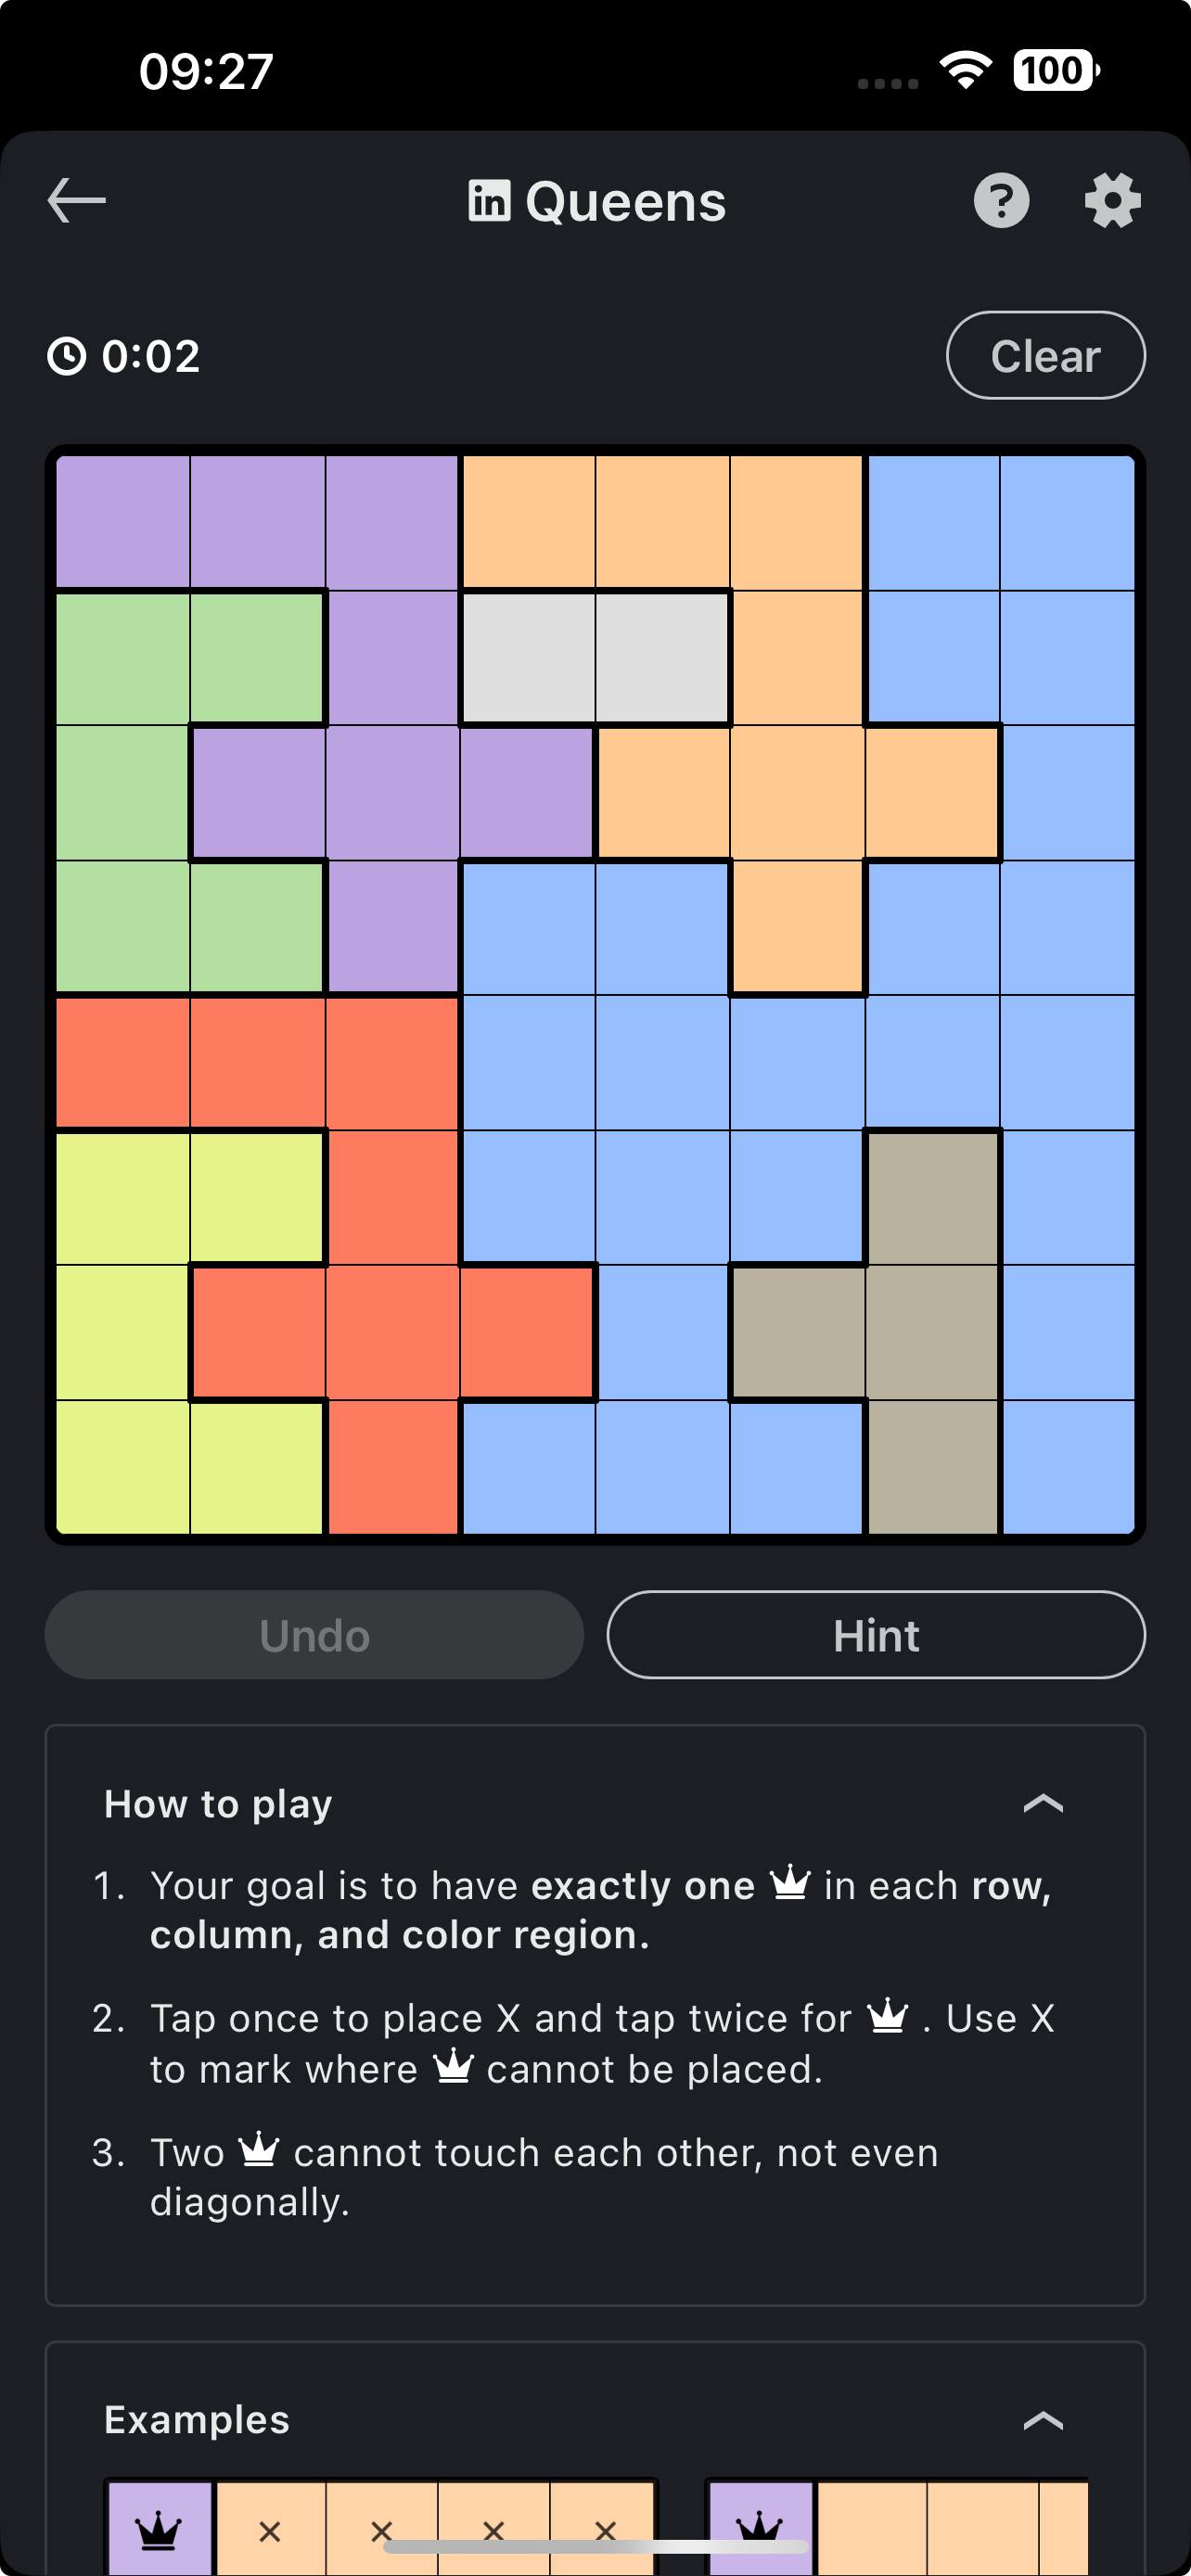 09:27
100
in Queens
?
0:02
Clear
Undo
Hint
How to play
1. Your goal is to have exactly one in each row,
column, and color region.
2. Tap once to place X and tap twice for . Use X
to mark where cannot be placed.
3. Two cannot touch each other, not even
diagonally.
Examples
× × × ×